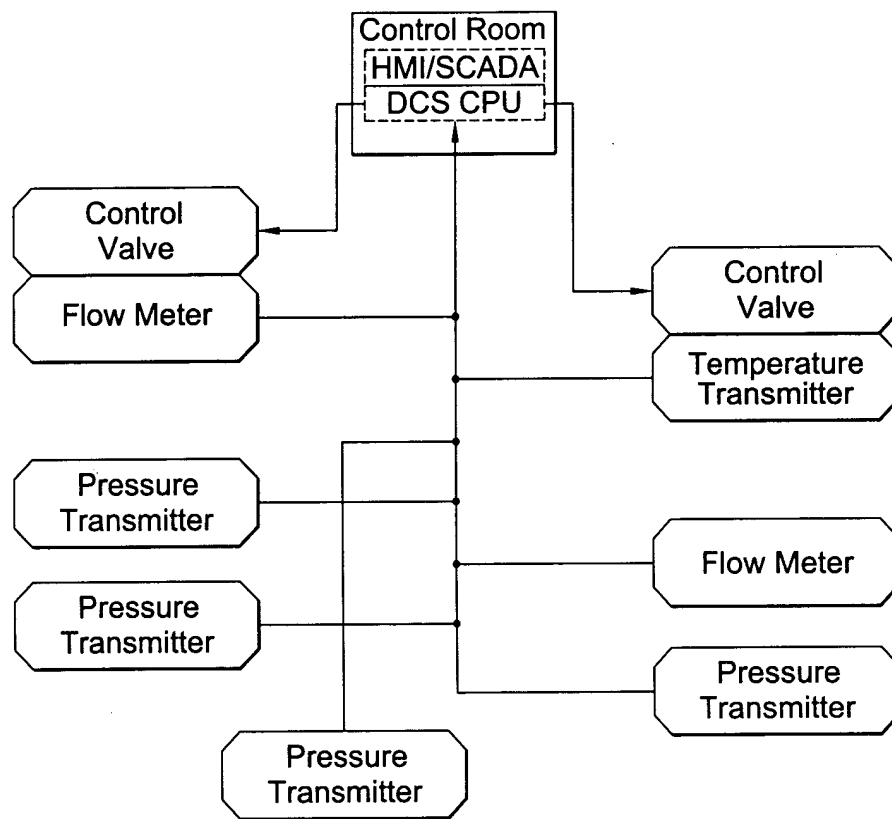 Control Room
HMI/SCADA
DCS CPU
Control
Valve
Flow Meter
Control
Valve
Temperature
Transmitter
Pressure
Transmitter
Flow Meter
Pressure
Transmitter
Pressure
Transmitter
Pressure
Transmitter